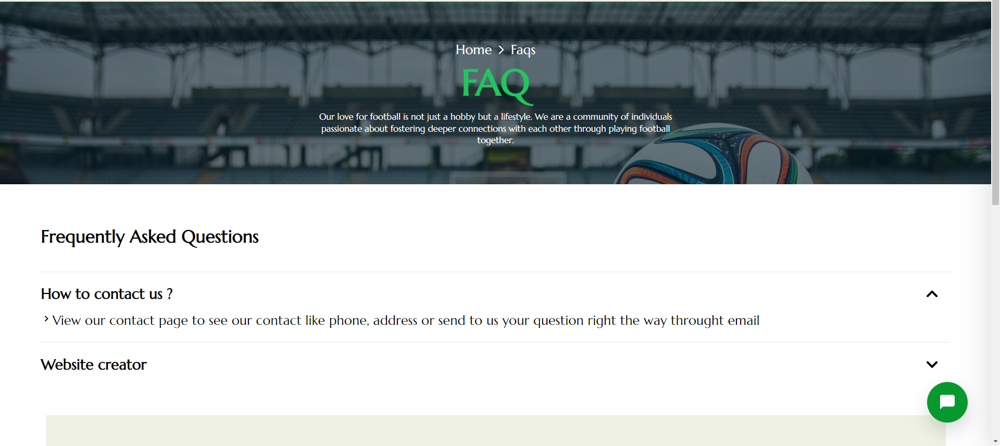 Home > Faqs
FAQ
Our love for football is not just a hobby but a lifestyle. We are a community of individuals
passionate about fostering deeper connections with each other through playing football
together.
Frequently Asked Questions
How to contact us ?
View our contact page to see our contact like phone, address or send to us your question right the way throught email
Website creator